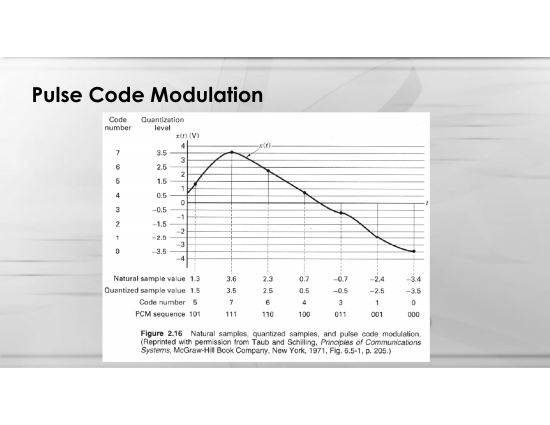 Pulse Code Modulation
Code number
Quantization level
x(t) (V)
x(t)
t
7 3.5
6 2.5
5 1.5
4 0.5
3 −0.5
2 −1.5
1 −2.5
0 −3.5
4
3
2
1
0
−1
−2
−3
−4
Natural sample value 1.3 3.6 2.3 0.7 −0.7 −2.4 −3.4
Quantized sample value 1.5 3.5 2.5 0.5 −0.5 −2.5 −3.5
Code number 5 7 6 4 3 1 0
PCM sequence 101 111 110 100 011 001 000
Figure 2.16 Natural samples, quantized samples, and pulse code modulation.
(Reprinted with permission from Taub and Schilling, Principles of Communications
Systems, McGraw-Hill Book Company, New York, 1971, Fig. 6.5-1, p. 205.)